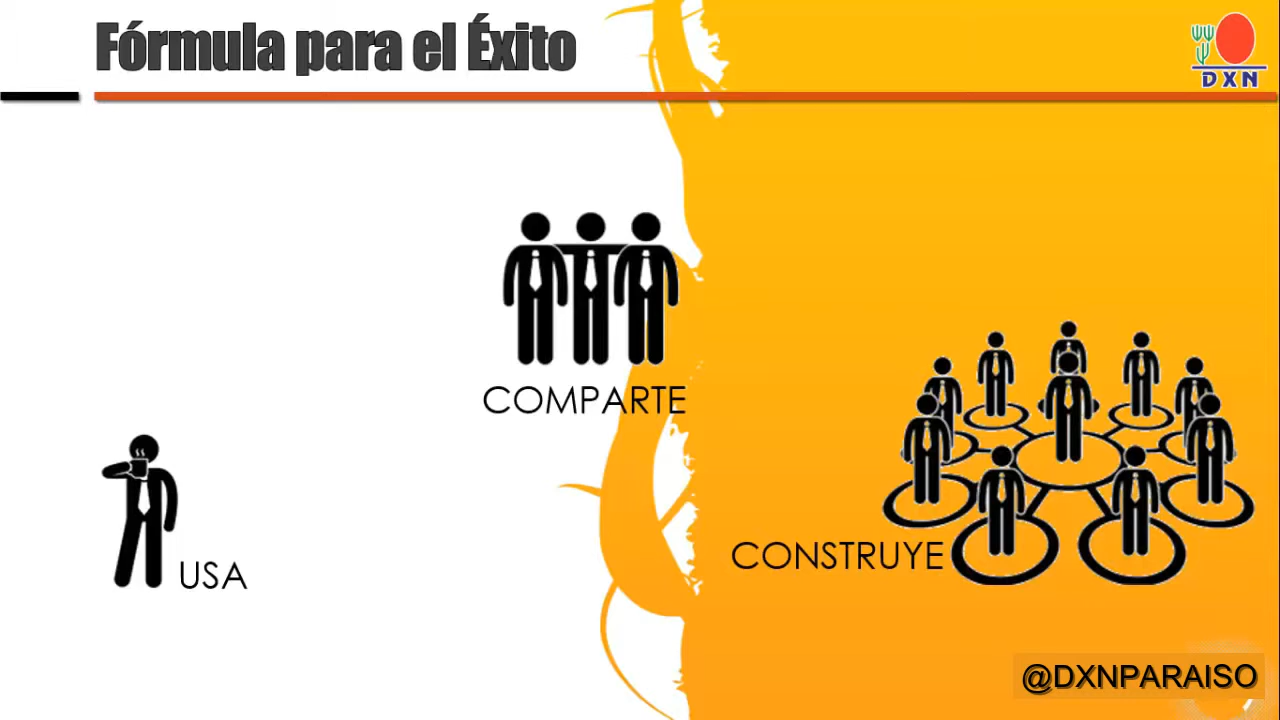 Fórmula para el Éxito
DXN
COMPARTE
CONSTRUYE
USA
@DXNPARAISO